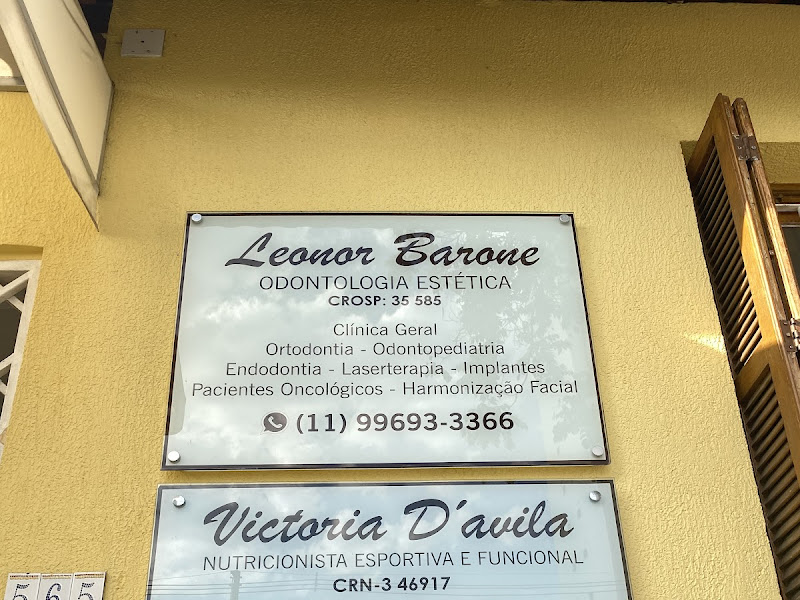 Leonor Barone
ODONTOLOGIA ESTÉTICA
CROSP: 35 585
Clínica Geral
Ortodontia - Odontopediatria
Endodontia - Laserterapia - Implantes
Pacientes Oncológicos - Harmonização Facial
(11) 99693-3366
Victoria D'avila
NUTRICIONISTA ESPORTIVA E FUNCIONAL
CRN-3 46917
565